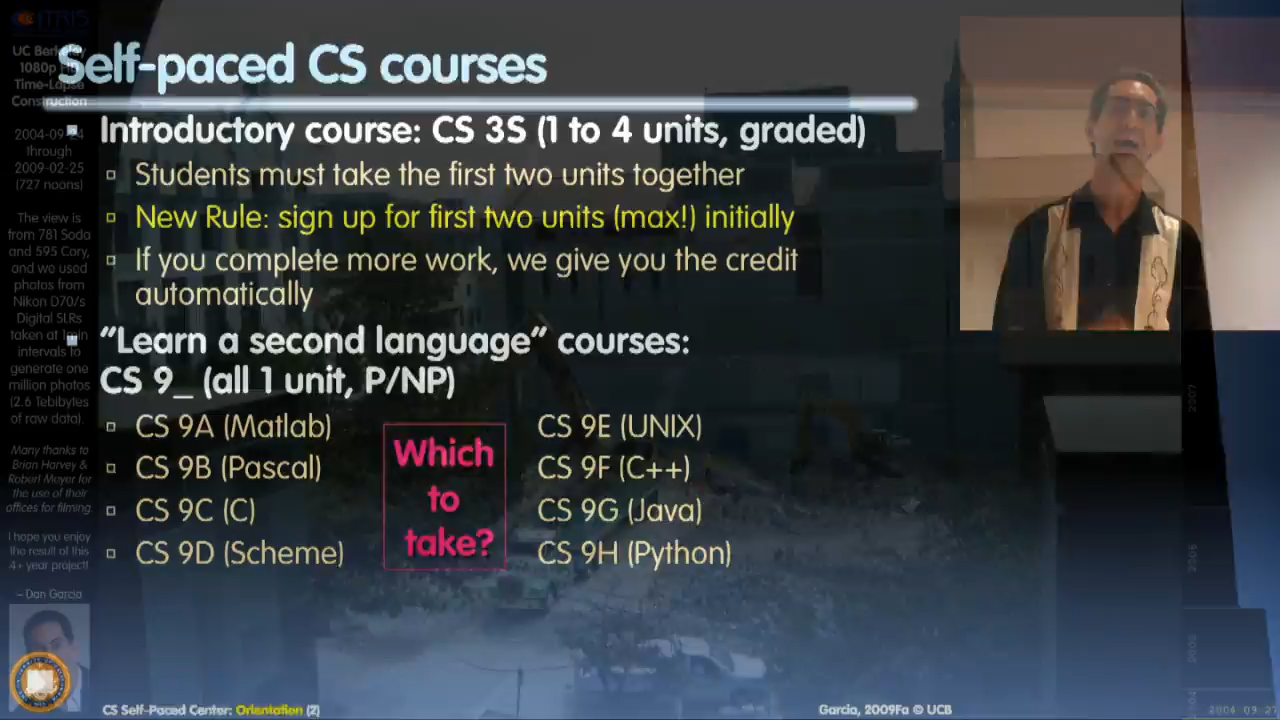 Self-paced CS courses
Introductory course: CS 3S (1 to 4 units, graded)
Students must take the first two units together
New Rule: sign up for first two units (max!) initially
If you complete more work, we give you the credit
automatically
“Learn a second language” courses:
CS 9_ (all 1 unit, P/NP)
CS 9A (Matlab)
CS 9B (Pascal)
CS 9C (C)
CS 9D (Scheme)
Which
to
take?
CS 9E (UNIX)
CS 9F (C++)
CS 9G (Java)
CS 9H (Python)
CITRIS
UC Berkeley
1080p HD
Time-Lapse
Construction
2004-09-24
through
2009-02-25
(727 noons)
The view is
from 781 Soda
and 595 Cory,
and we used
photos from
Nikon D70/s
Digital SLRs
taken at 1min
intervals to
generate one
million photos
(2.6 Tebibytes
of raw data).
Many thanks to
Brian Harvey &
Robert Meyer for
the use of their
offices for filming.
I hope you enjoy
the result of this
4+ year project!
~ Dan Garcia
CS Self-Paced Center: Orientation (2)
Garcia, 2009Fa © UCB
2007
2006
2005